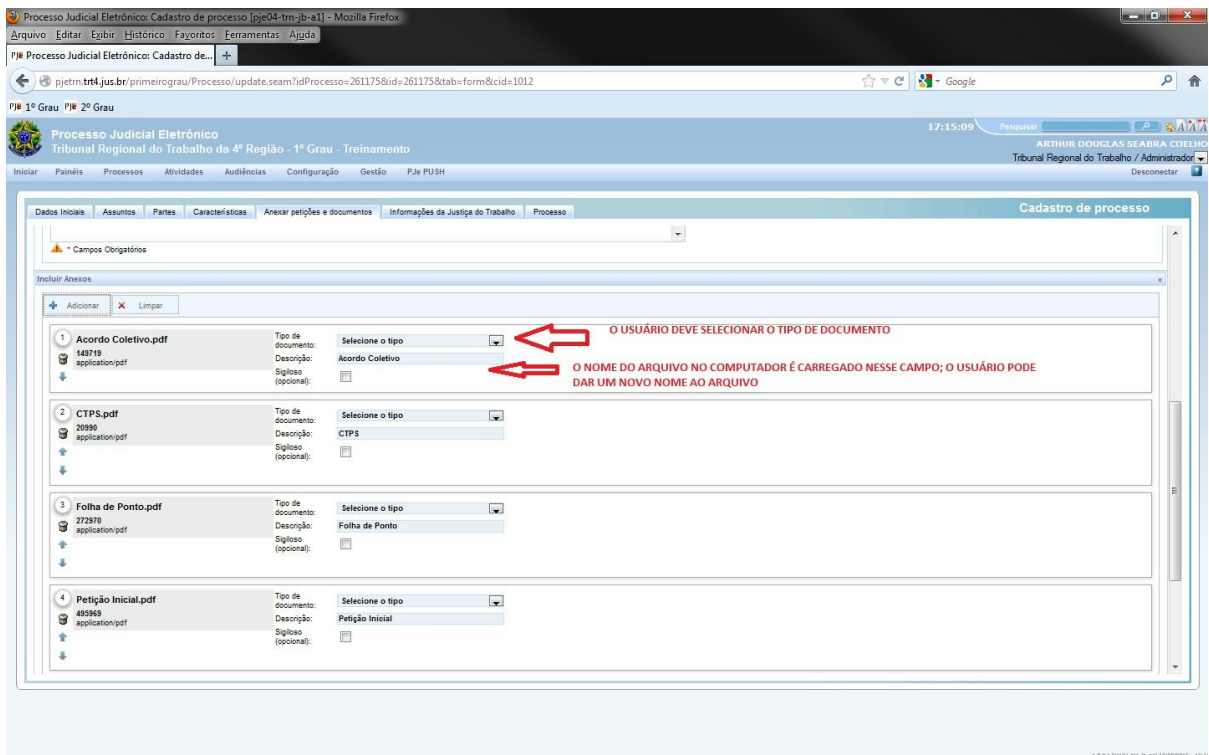 Processo Judicial Eletrônico: Cadastro de processo [pje04-trn-jb-a1] - Mozilla Firefox
Arquivo Editar Exibir Histórico Favoritos Ferramentas Ajuda
PJe Processo Judicial Eletrônico: Cadastro de... +
pjetrn.trt4.jus.br/primeirograu/Processo/update.seam?idProcesso=261175&id=261175&tab=form&cid=1012
Google
PJe 1º Grau PJe 2º Grau
Processo Judicial Eletrônico
Tribunal Regional do Trabalho da 4ª Região - 1º Grau - Treinamento
17:15:09 Pesquisar A A A
ARTHUR DOUGLAS SEABRA COELHO
Tribunal Regional do Trabalho / Administrador
Iniciar Painéis Processos Atividades Audiências Configuração Gestão PJe PUSH Desconectar ?
Dados Iniciais Assuntos Partes Características Anexar petições e documentos Informações da Justiça do Trabalho Processo Cadastro de processo
* Campos Obrigatórios
Incluir Anexos
Adicionar Limpar
1 Acordo Coletivo.pdf
149719
application/pdf
Tipo de documento: Selecione o tipo
Descrição: Acordo Coletivo
Sigiloso (opcional):
O USUÁRIO DEVE SELECIONAR O TIPO DE DOCUMENTO
O NOME DO ARQUIVO NO COMPUTADOR É CARREGADO NESSE CAMPO; O USUÁRIO PODE
DAR UM NOVO NOME AO ARQUIVO
2 CTPS.pdf
20990
application/pdf
Tipo de documento: Selecione o tipo
Descrição: CTPS
Sigiloso (opcional):
3 Folha de Ponto.pdf
272970
application/pdf
Tipo de documento: Selecione o tipo
Descrição: Folha de Ponto
Sigiloso (opcional):
4 Petição Inicial.pdf
495969
application/pdf
Tipo de documento: Selecione o tipo
Descrição: Petição Inicial
Sigiloso (opcional):